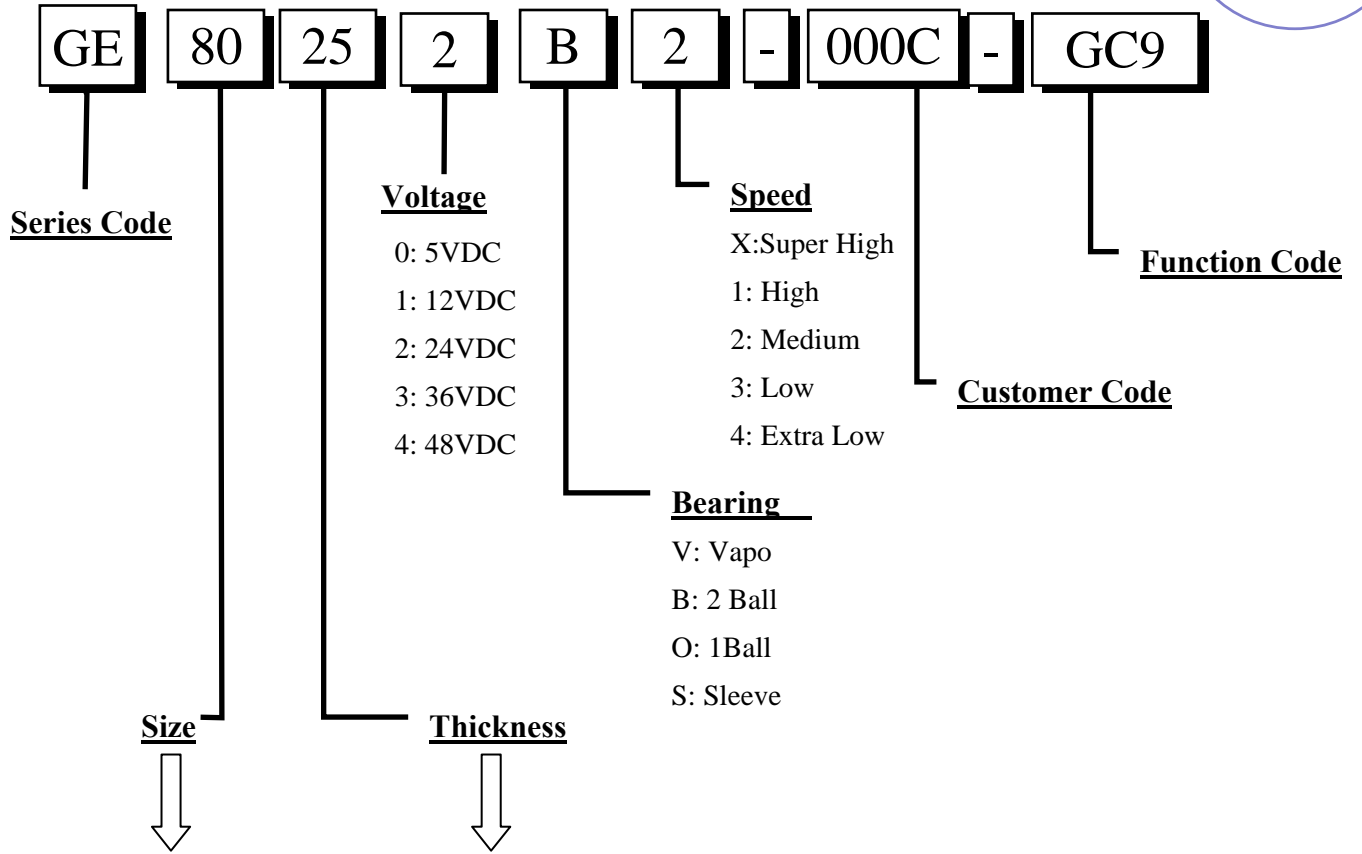 GE 80 25 2 B 2 - 000C - GC9
Series Code
Voltage
0: 5VDC
1: 12VDC
2: 24VDC
3: 36VDC
4: 48VDC
Speed
X:Super High
1: High
2: Medium
3: Low
4: Extra Low
Function Code
Customer Code
Bearing
V: Vapo
B: 2 Ball
O: 1Ball
S: Sleeve
Size
Thickness